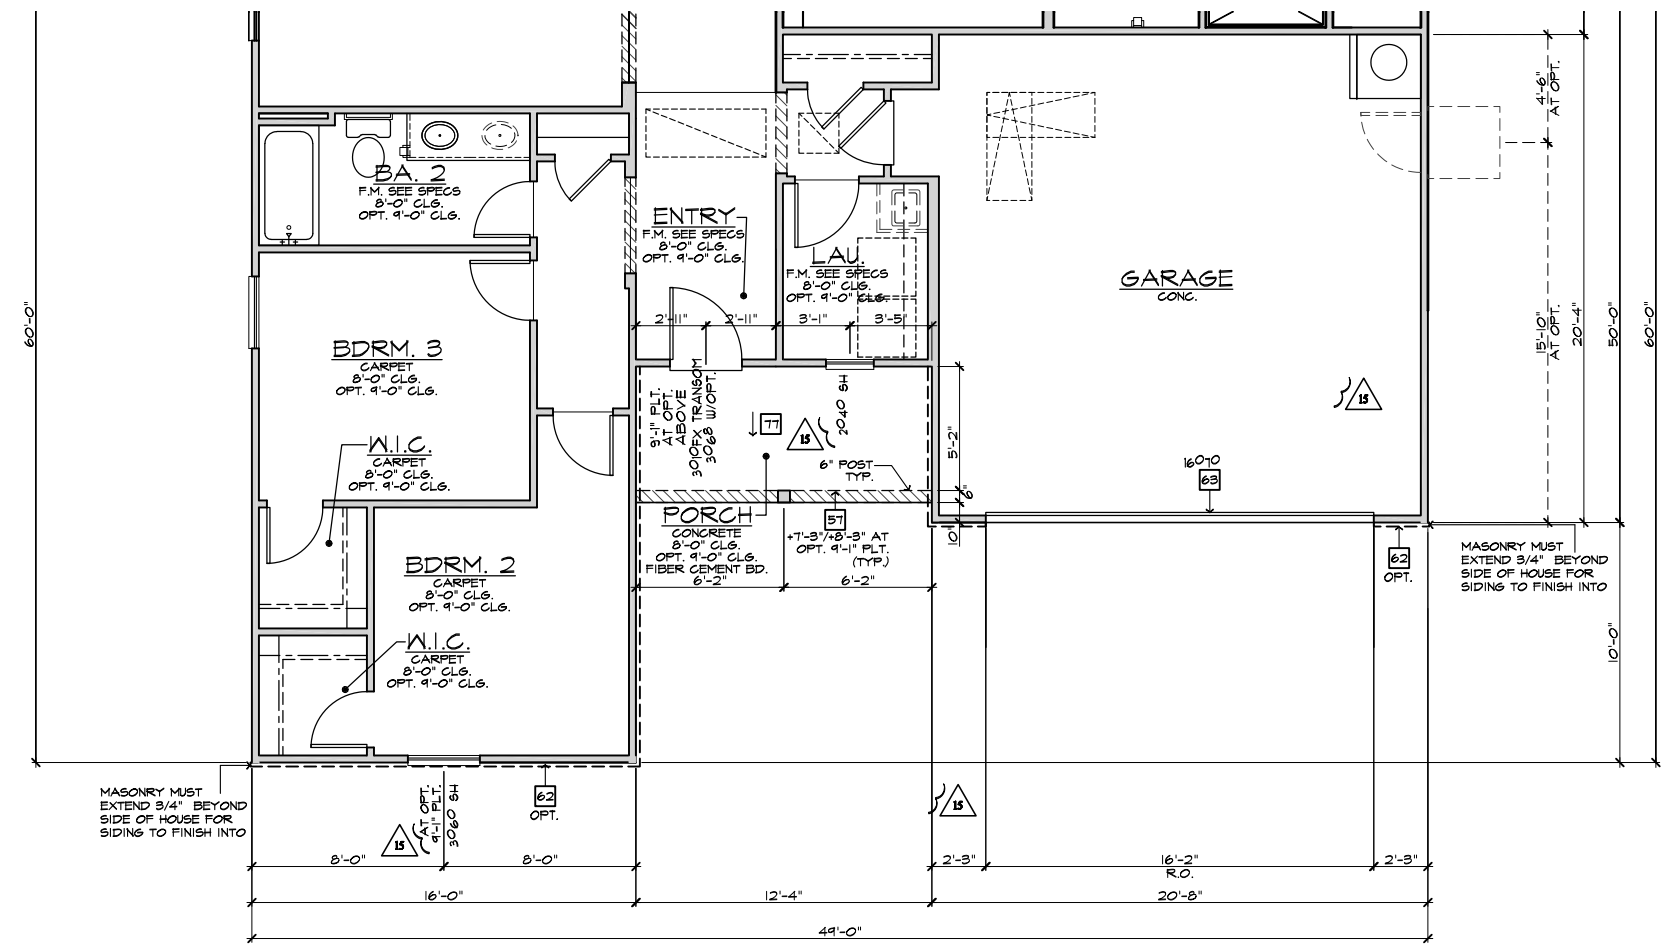 4'-6"
AT OPT.
BA. 2
F.M. SEE SPECS
8'-0" CLG.
OPT. 9'-0" CLG.
ENTRY
F.M. SEE SPECS
8'-0" CLG.
OPT. 9'-0" CLG.
LAU.
F.M. SEE SPECS
8'-0" CLG.
OPT. 9'-0" CLG.
GARAGE
CONC.
60'-0"
2'-11"
2'-11"
3'-1"
3'-5"
15'-10"
AT OPT.
20'-4"
50'-0"
60'-0"
BDRM. 3
CARPET
8'-0" CLG.
OPT. 9'-0" CLG.
9'-1" PLT.
AT OPT.
ABOVE
3010FX TRANSOM
3068 W/OPT.
77
15
2040 SH
15
5'-2"
W.I.C.
CARPET
8'-0" CLG.
OPT. 9'-0" CLG.
6" POST
TYP.
6"
16070
63
PORCH
CONCRETE
8'-0" CLG.
OPT. 9'-0" CLG.
FIBER CEMENT BD.
57
+7'-3"/+8'-3" AT
OPT. 9'-1" PLT.
(TYP.)
10"
6'-2"
6'-2"
62
OPT.
MASONRY MUST
EXTEND 3/4" BEYOND
SIDE OF HOUSE FOR
SIDING TO FINISH INTO
BDRM. 2
CARPET
8'-0" CLG.
OPT. 9'-0" CLG.
W.I.C.
CARPET
8'-0" CLG.
OPT. 9'-0" CLG.
10'-0"
MASONRY MUST
EXTEND 3/4" BEYOND
SIDE OF HOUSE FOR
SIDING TO FINISH INTO
15
AT OPT.
9'-1" PLT.
3060 SH
62
OPT.
15
8'-0"
8'-0"
2'-3"
16'-2"
R.O.
2'-3"
16'-0"
12'-4"
20'-8"
49'-0"